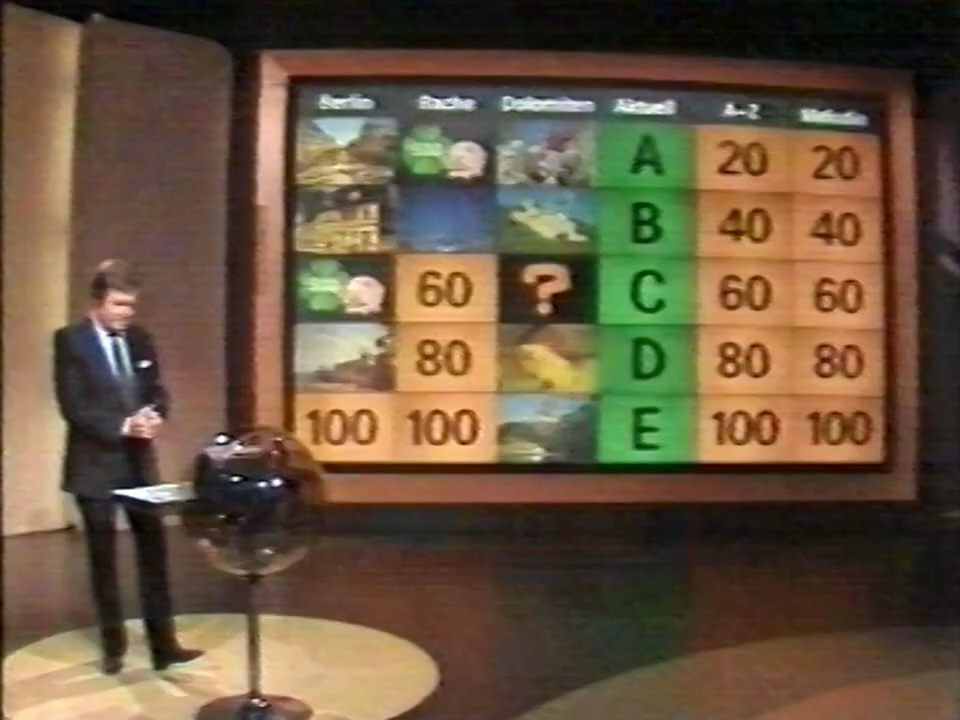 Berlin Rache Dolomiten Aktuell A-Z Melodie
A 20 20
B 40 40
60 ? C 60 60
80 D 80 80
100 100 E 100 100